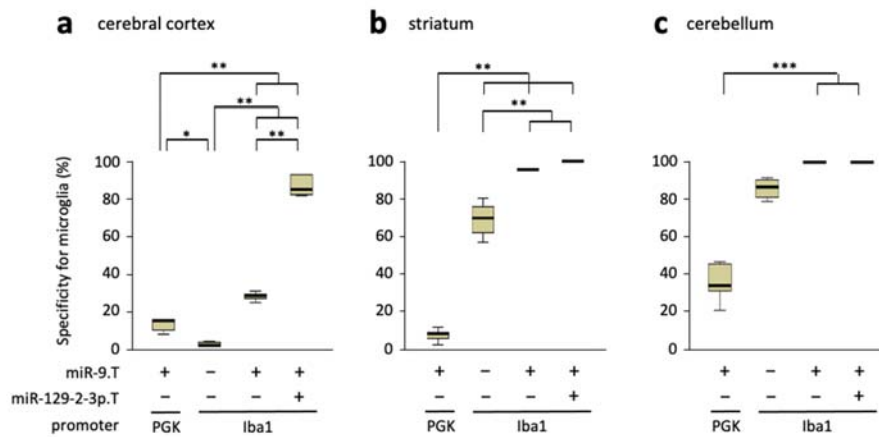 a cerebral cortex
b striatum
c cerebellum
** ** ***
** **
* **
Specificity for microglia (%)
100 100 100
80 80 80
60 60 60
40 40 40
20 20 20
0 0 0
miR-9.T + − + + + − + + + − + +
miR-129-2-3p.T − − − + − − − + − − − +
promoter PGK Iba1 PGK Iba1 PGK Iba1